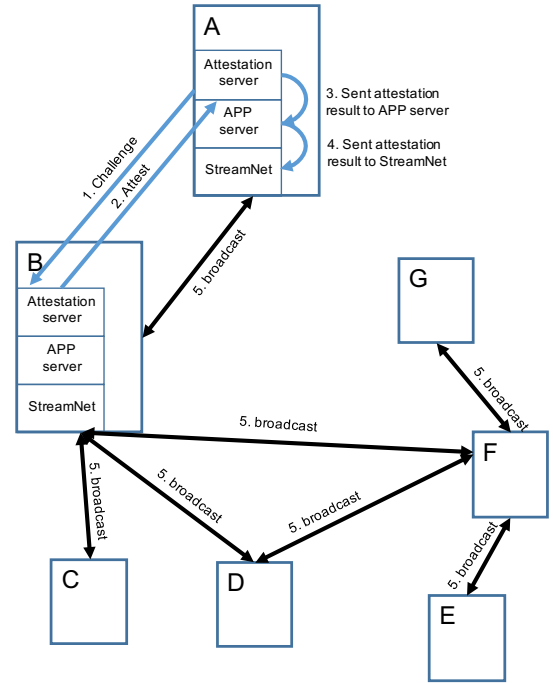 A
Attestation
server
APP
server
StreamNet
3. Sent attestation
result to APP server
4. Sent attestation
result to StreamNet
1. Challenge
2. Attest
5. broadcast
B
Attestation
server
APP
server
StreamNet
G
5. broadcast
5. broadcast
F
5. broadcast
5. broadcast
5. broadcast
5. broadcast
C
D
E